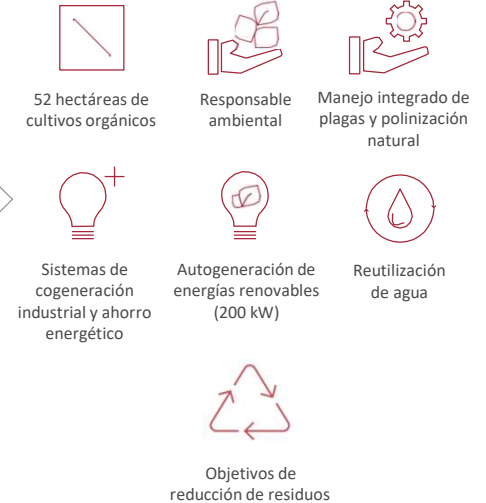 52 hectáreas de
cultivos orgánicos
Responsable
ambiental
Manejo integrado de
plagas y polinización
natural
Sistemas de
cogeneración
industrial y ahorro
energético
Autogeneración de
energías renovables
(200 kW)
Reutilización
de agua
Objetivos de
reducción de residuos